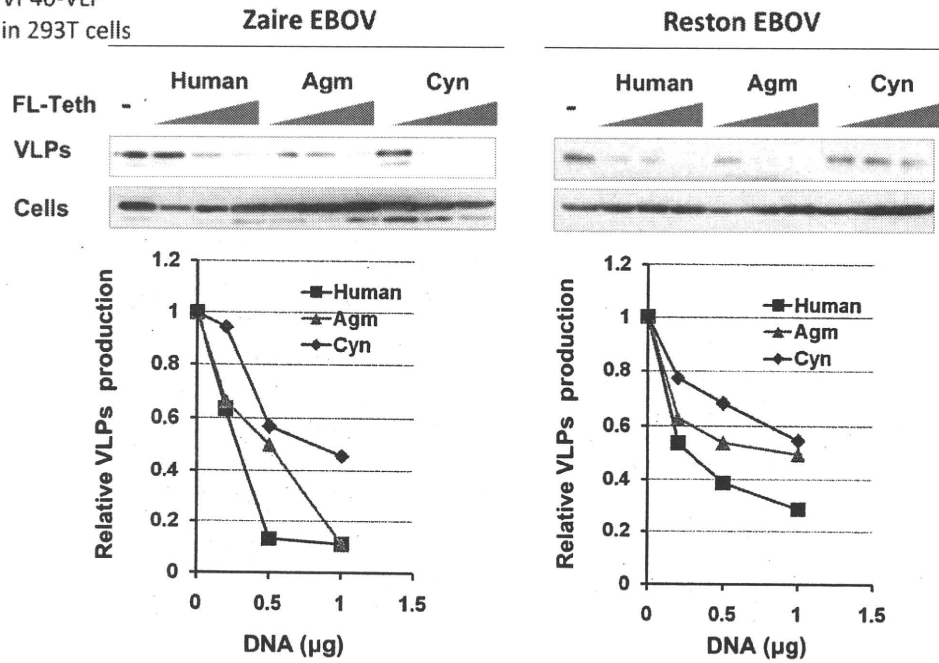 in 293T cells
Zaire EBOV
Reston EBOV
FL-Teth
-
Human
Agm
Cyn
-
Human
Agm
Cyn
VLPs
Cells
Relative VLPs production
1.2
1
0.8
0.6
0.4
0.2
0
0
0.5
1
1.5
DNA (µg)
Human
Agm
Cyn
Relative VLPs production
1.2
1
0.8
0.6
0.4
0.2
0
0
0.5
1
1.5
DNA (µg)
Human
Agm
Cyn